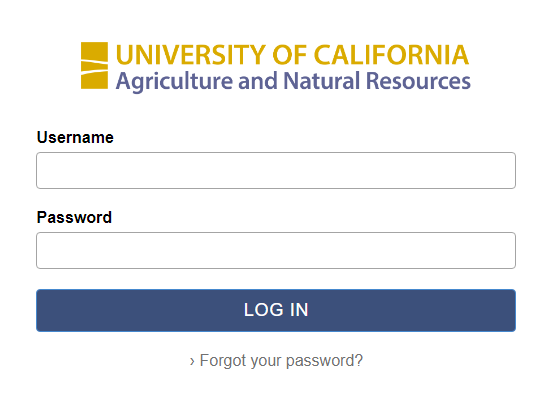 UNIVERSITY OF CALIFORNIA
Agriculture and Natural Resources
Username
Password
LOG IN
› Forgot your password?